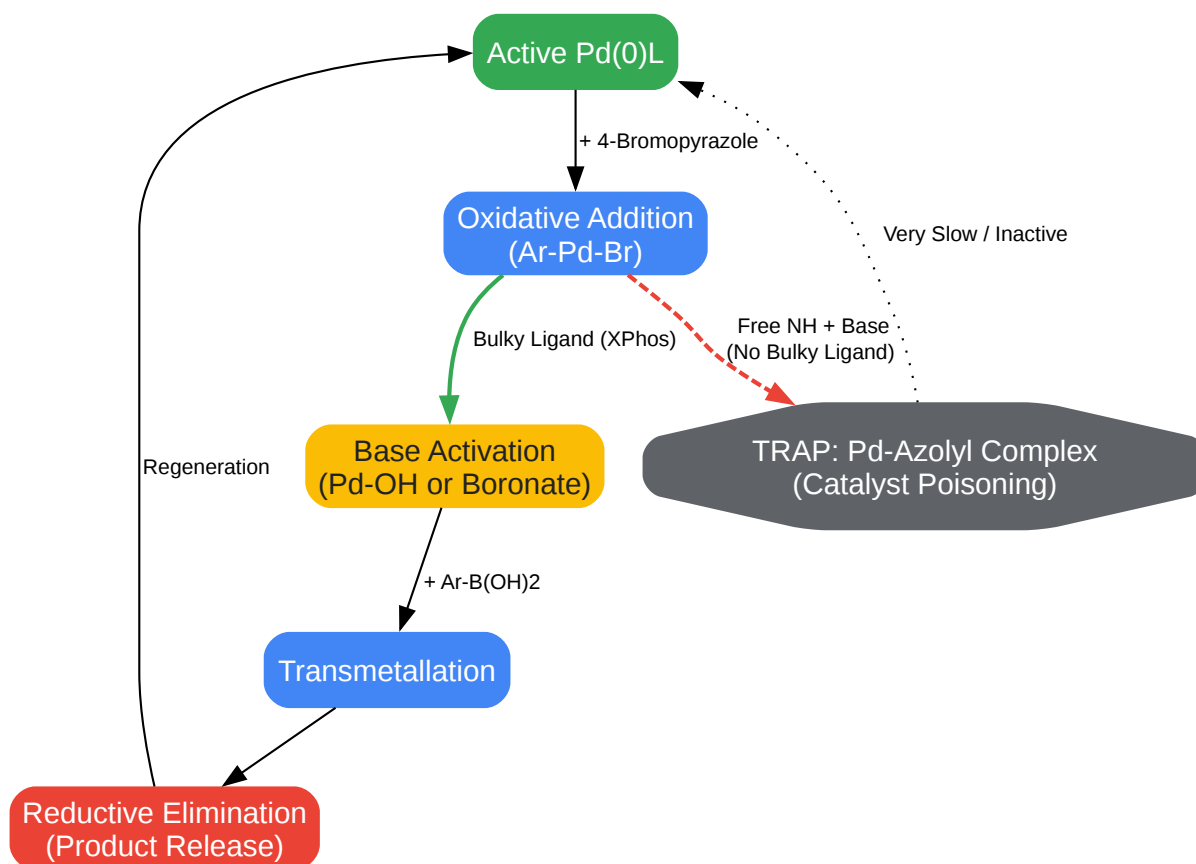 Active Pd(0)L
+ 4-Bromopyrazole
Oxidative Addition
(Ar-Pd-Br)
Very Slow / Inactive
Bulky Ligand (XPhos)
Free NH + Base
(No Bulky Ligand)
Base Activation
(Pd-OH or Boronate)
TRAP: Pd-Azolyl Complex
(Catalyst Poisoning)
Regeneration
+ Ar-B(OH)2
Transmetallation
Reductive Elimination
(Product Release)